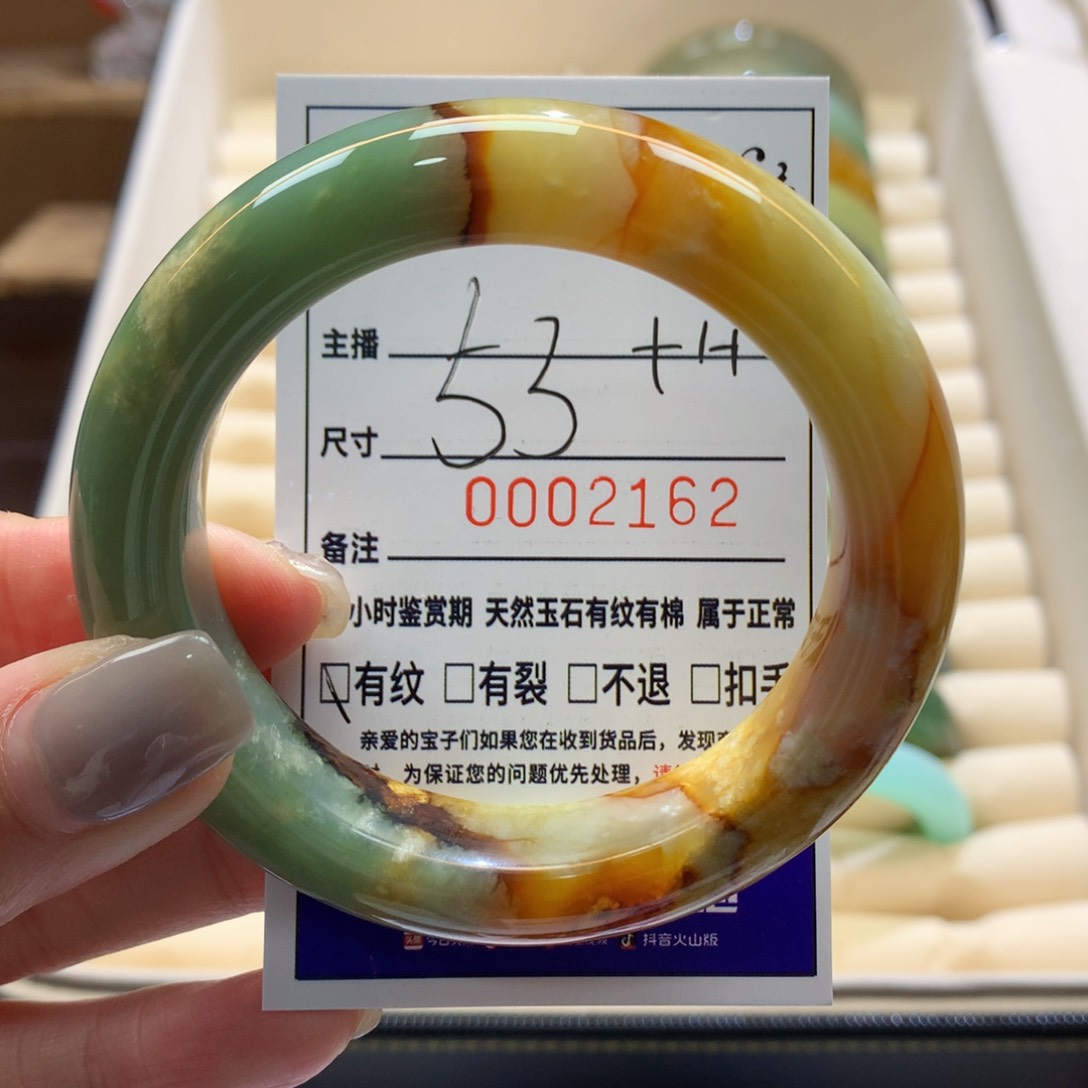 主播
尺寸 53 +H
0002162
备注
小时鉴赏期 天然玉石有纹有棉 属于正常
☐有纹 ☐有裂 ☐不退 ☐扣
亲爱的宝子们如果您在收到货品后，发现
为保证您的问题优先处理，
抖音火山版